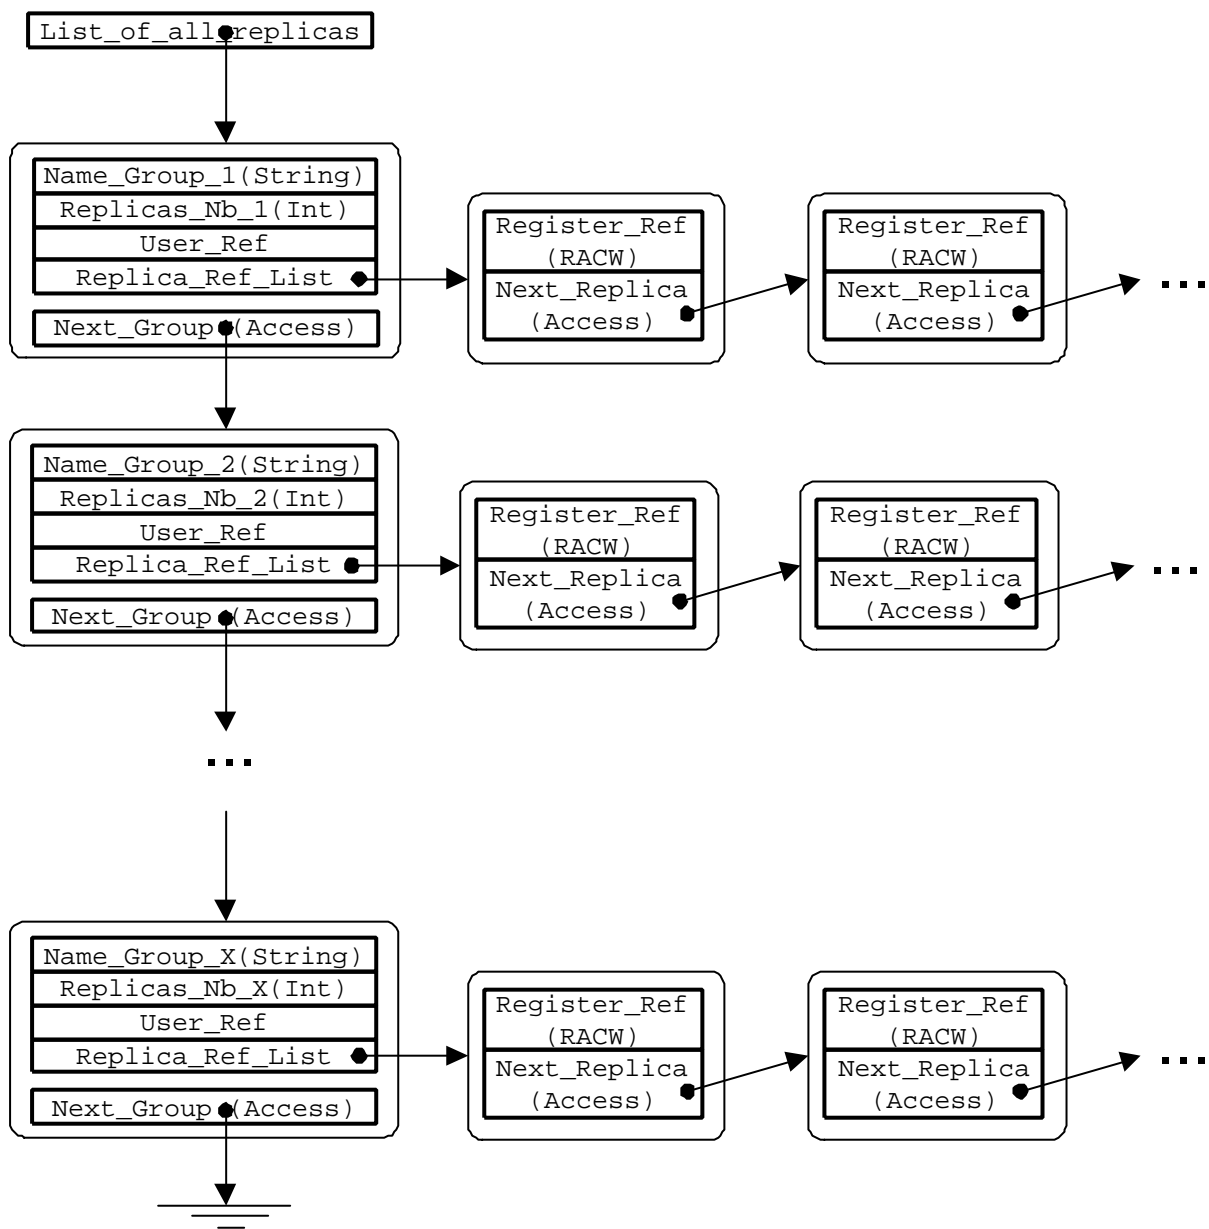 List_of_all_replicas
Name_Group_1(String)
Replicas_Nb_1(Int)
User_Ref
Replica_Ref_List
Next_Group (Access)
Register_Ref
(RACW)
Next_Replica
(Access)
Register_Ref
(RACW)
Next_Replica
(Access)
...
Name_Group_2(String)
Replicas_Nb_2(Int)
User_Ref
Replica_Ref_List
Next_Group (Access)
Register_Ref
(RACW)
Next_Replica
(Access)
Register_Ref
(RACW)
Next_Replica
(Access)
...
...
Name_Group_X(String)
Replicas_Nb_X(Int)
User_Ref
Replica_Ref_List
Next_Group (Access)
Register_Ref
(RACW)
Next_Replica
(Access)
Register_Ref
(RACW)
Next_Replica
(Access)
...